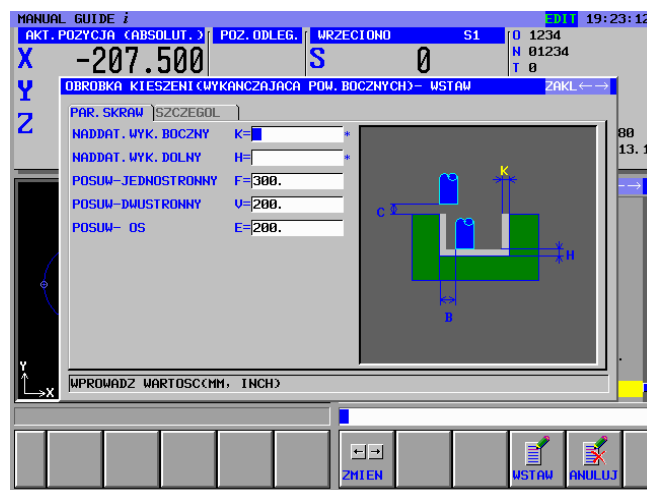 MANUAL GUIDE i EDIT 19:23:12
AKT.POZYCJA (ABSOLUT.) POZ.ODLEG. WRZECIONO S1 O 1234
X -207.500 S 0 N 01234
T 0
Y OBROBKA KIESZENI(WYKANCZAJACA POW.BOCZNYCH)- WSTAW ZAKL←→
PAR.SKRAW SZCZEGOL
Z
NADDAT.WYK.BOCZNY K= *
80
NADDAT.WYK.DOLNY H= *
13.1
POSUW-JEDNOSTRONNY F=300.
POSUW-DWUSTRONNY V=200.
POSUW- OS E=200.
K
C
H
B
Y
X
WPROWADZ WARTOSC(MM, INCH)
ZMIEN WSTAW ANULUJ